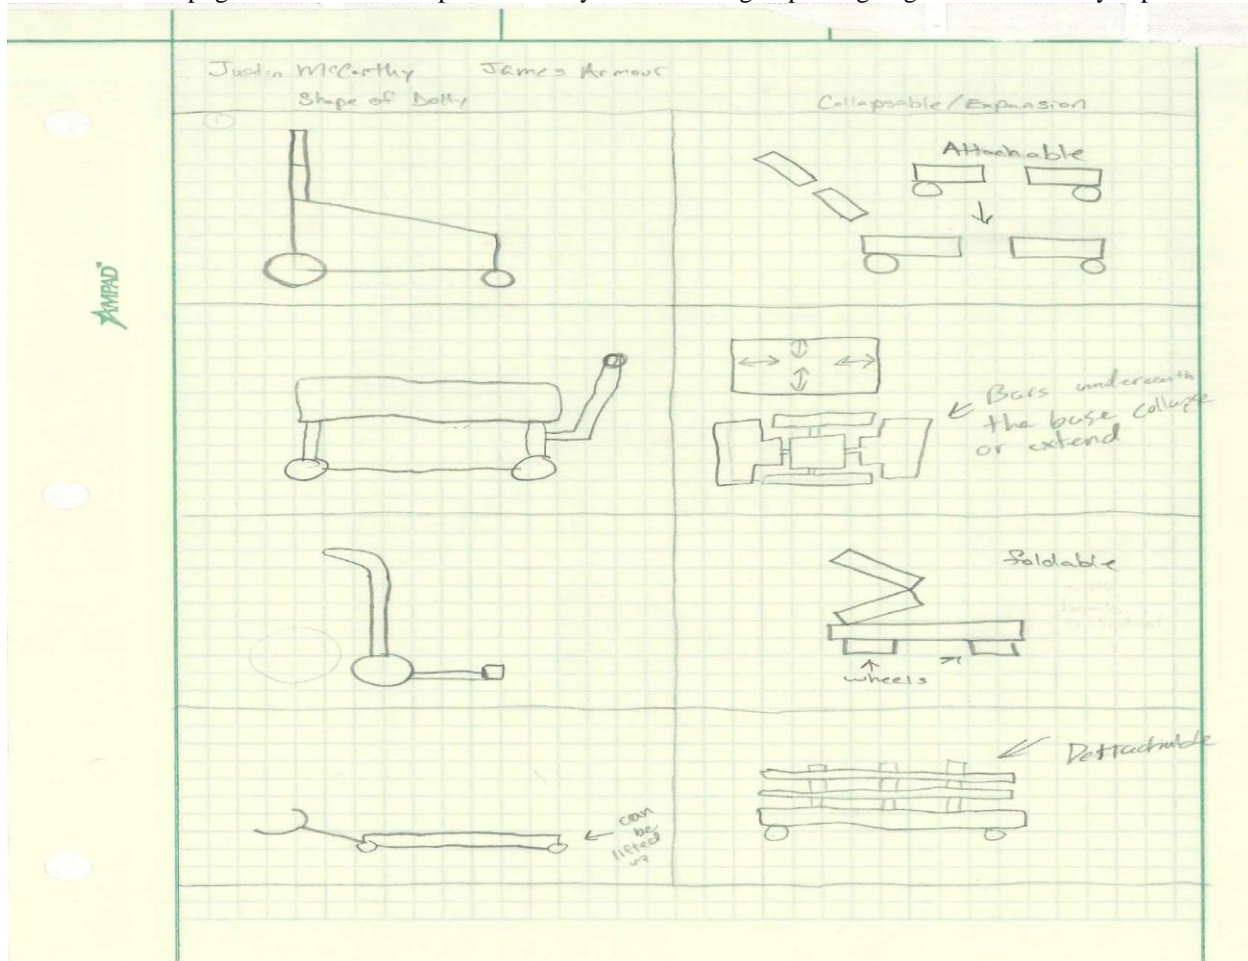 Justin McCarthy James Armour
Shape of Dolly
Collapsable/Expansion
1
Attachable
AMPAD
Bars underneath
the base collapse
or extend
foldable
wheels
can
be
lifted
up
Dettachable